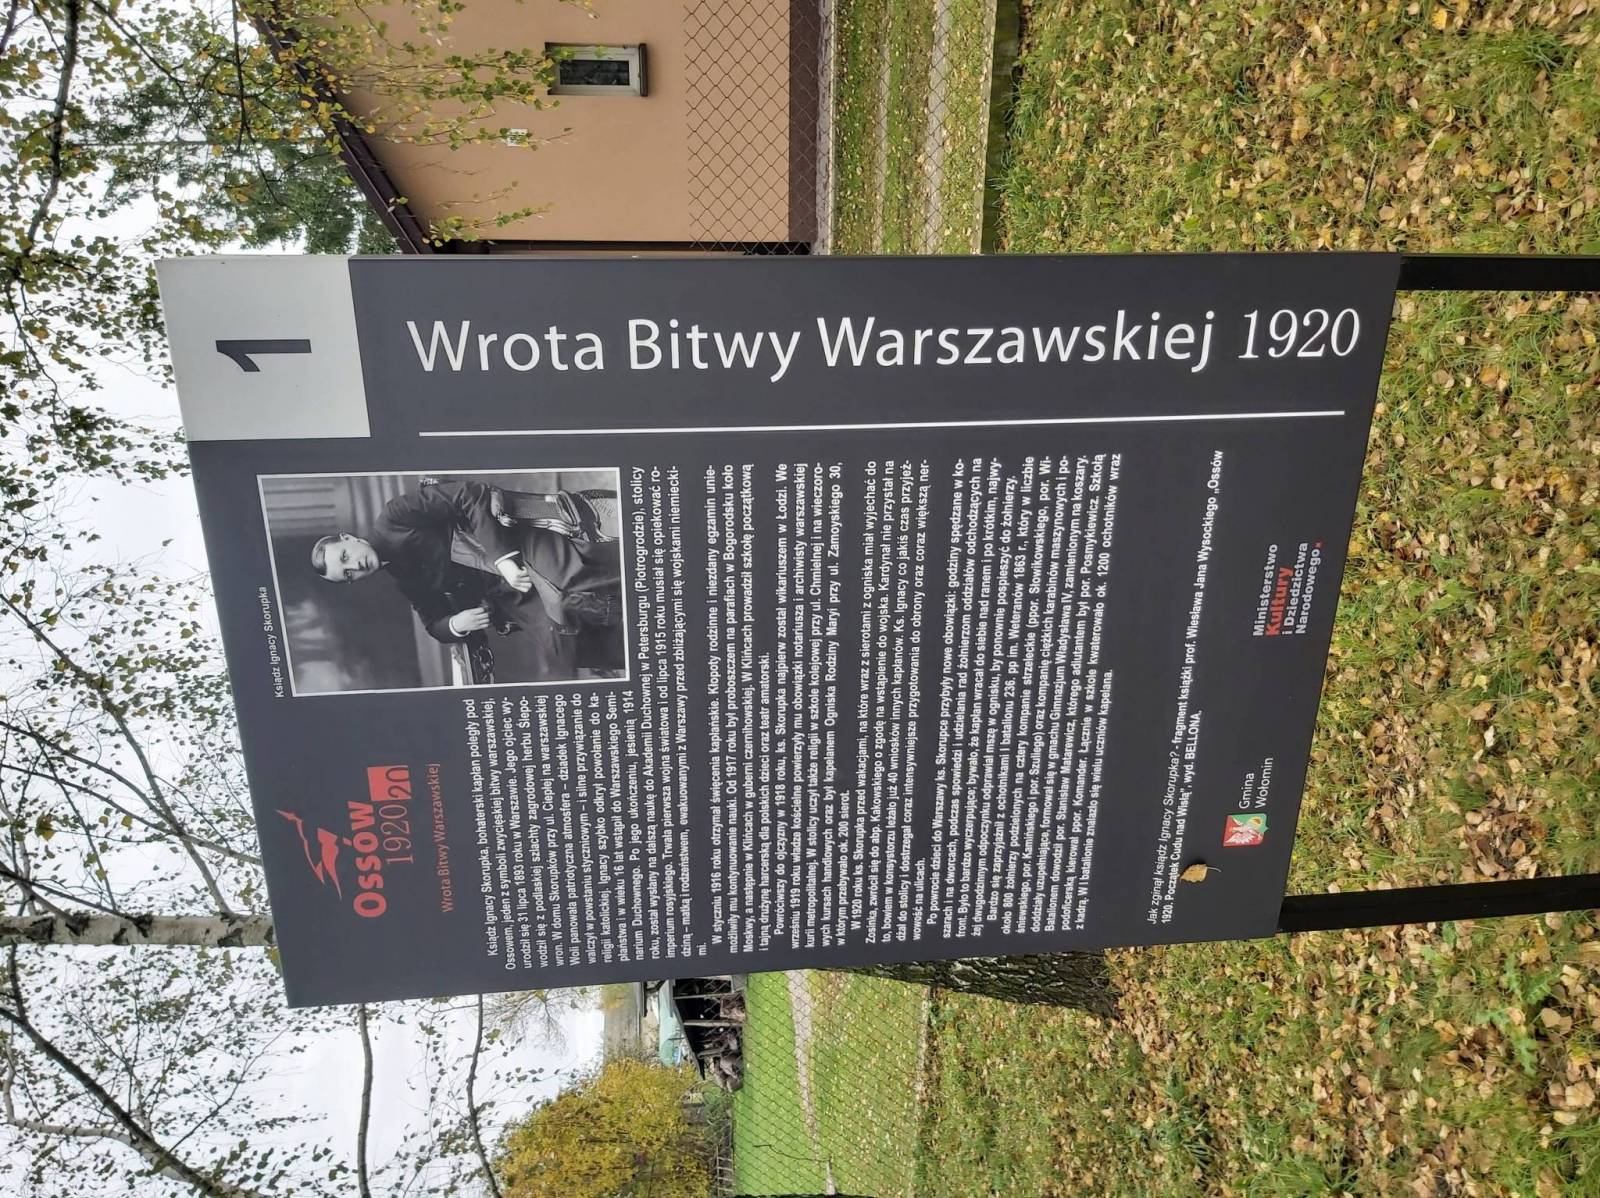 1
Wrota Bitwy Warszawskiej 1920
Ossów
1920
Wrota Bitwy Warszawskiej
Ksiądz Ignacy Skorupka
Ksiądz Ignacy Skorupka, bohaterski kapłan poległy pod
Ossowem, jeden z symboli zwycięskiej bitwy warszawskiej,
urodził się 31 lipca 1893 roku w Warszawie. Jego ojciec wy-
wodził się z podlaskiej szlachty zagrodowej herbu Ślepo-
wron. W domu Skorupków przy ul. Ciepłej na warszawskiej
Woli panowała patriotyczna atmosfera – dziadek Ignacego
walczył w powstaniu styczniowym - i silne przywiązanie do
religii katolickiej. Ignacy szybko odkrył powołanie do ka-
płaństwa i w wieku 16 lat wstąpił do Warszawskiego Semi-
narium Duchownego. Po jego ukończeniu, jesienią 1914
roku, został wysłany na dalszą naukę do Akademii Duchownej w Petersburgu (Piotrogrodzie), stolicy
imperium rosyjskiego. Trwała pierwsza wojna światowa i od lipca 1915 roku musiał się opiekować ro-
dziną – matką i rodzeństwem, ewakuowanymi z Warszawy przed zbliżającymi się wojskami niemiecki-
mi.
W styczniu 1916 roku otrzymał święcenia kapłańskie. Kłopoty rodzinne i niezdany egzamin unie-
możliwiły mu kontynuowanie nauki. Od 1917 roku był proboszczem na parafiach w Bogorodsku koło
Moskwy, a następnie w Klińcach w guberni czernihowskiej. W Klińcach prowadził szkołę początkową
i tajną drużynę harcerską dla polskich dzieci oraz teatr amatorski.
Powróciwszy do ojczyzny w 1918 roku, ks. Skorupka najpierw został wikariuszem w Łodzi. We
wrześniu 1919 roku władze kościelne powierzyły mu obowiązki notariusza i archiwisty warszawskiej
kurii metropolitalnej. W stolicy uczył także religii w szkole kolejowej przy ul. Chmielnej i na wieczoro-
wych kursach handlowych oraz był kapelanem Ogniska Rodziny Maryi przy ul. Zamoyskiego 30,
w którym przebywało ok. 200 sierot.
W 1920 roku ks. Skorupka przed wakacjami, na które wraz z sierotami z ogniska miał wyjechać do
Zosinka, zwrócił się do abp. Kakowskiego o zgodę na wstąpienie do wojska. Kardynał nie przystał na
to, bowiem w konsystorzu leżało już 40 wniosków innych kapłanów. Ks. Ignacy co jakiś czas przyjeż-
dżał do stolicy i dostrzegał coraz intensywniejsze przygotowania do obrony oraz coraz większą ner-
wowość na ulicach.
Po powrocie dzieci do Warszawy ks. Skorupce przybyły nowe obowiązki: godziny spędzane w ko-
szarach i na dworcach, podczas spowiedzi i udzielania rad żołnierzom oddziałów odchodzących na
front. Było to bardzo wyczerpujące; bywało, że kapłan wracał do siebie nad ranem i po krótkim, najwy-
żej dwugodzinnym odpoczynku odprawiał mszę w ognisku, by ponownie pospieszyć do żołnierzy.
Bardzo się zaprzyjaźnił z ochotnikami I batalionu 236. pp im. Weteranów 1863 r., który w liczbie
około 800 żołnierzy podzielonych na cztery kompanie strzeleckie (ppor. Słowikowskiego, por. Wi-
śniewskiego, por. Kamińskiego i por. Szuliego) oraz kompanię ciężkich karabinów maszynowych i po-
doddziały uzupełniające, formował się w gmachu Gimnazjum Władysława IV, zamienionym na koszary.
Batalionem dowodził ppor. Stanisław Matarewicz, którego adiutantem był por. Posmykiewicz. Szkołą
podoficerską kierował ppor. Komander. Łącznie w szkole kwaterowało ok. 1200 ochotników wraz
z kadrą. W I batalionie znalazło się wielu uczniów kapelana.
Jak zginął ksiądz Ignacy Skorupka? - fragment książki prof. Wiesława Jana Wysockiego „Ossów
1920. Początek Cudu nad Wisłą", wyd. BELLONA.
Gmina
Wołomin
Ministerstwo
Kultury
i Dziedzictwa
Narodowego